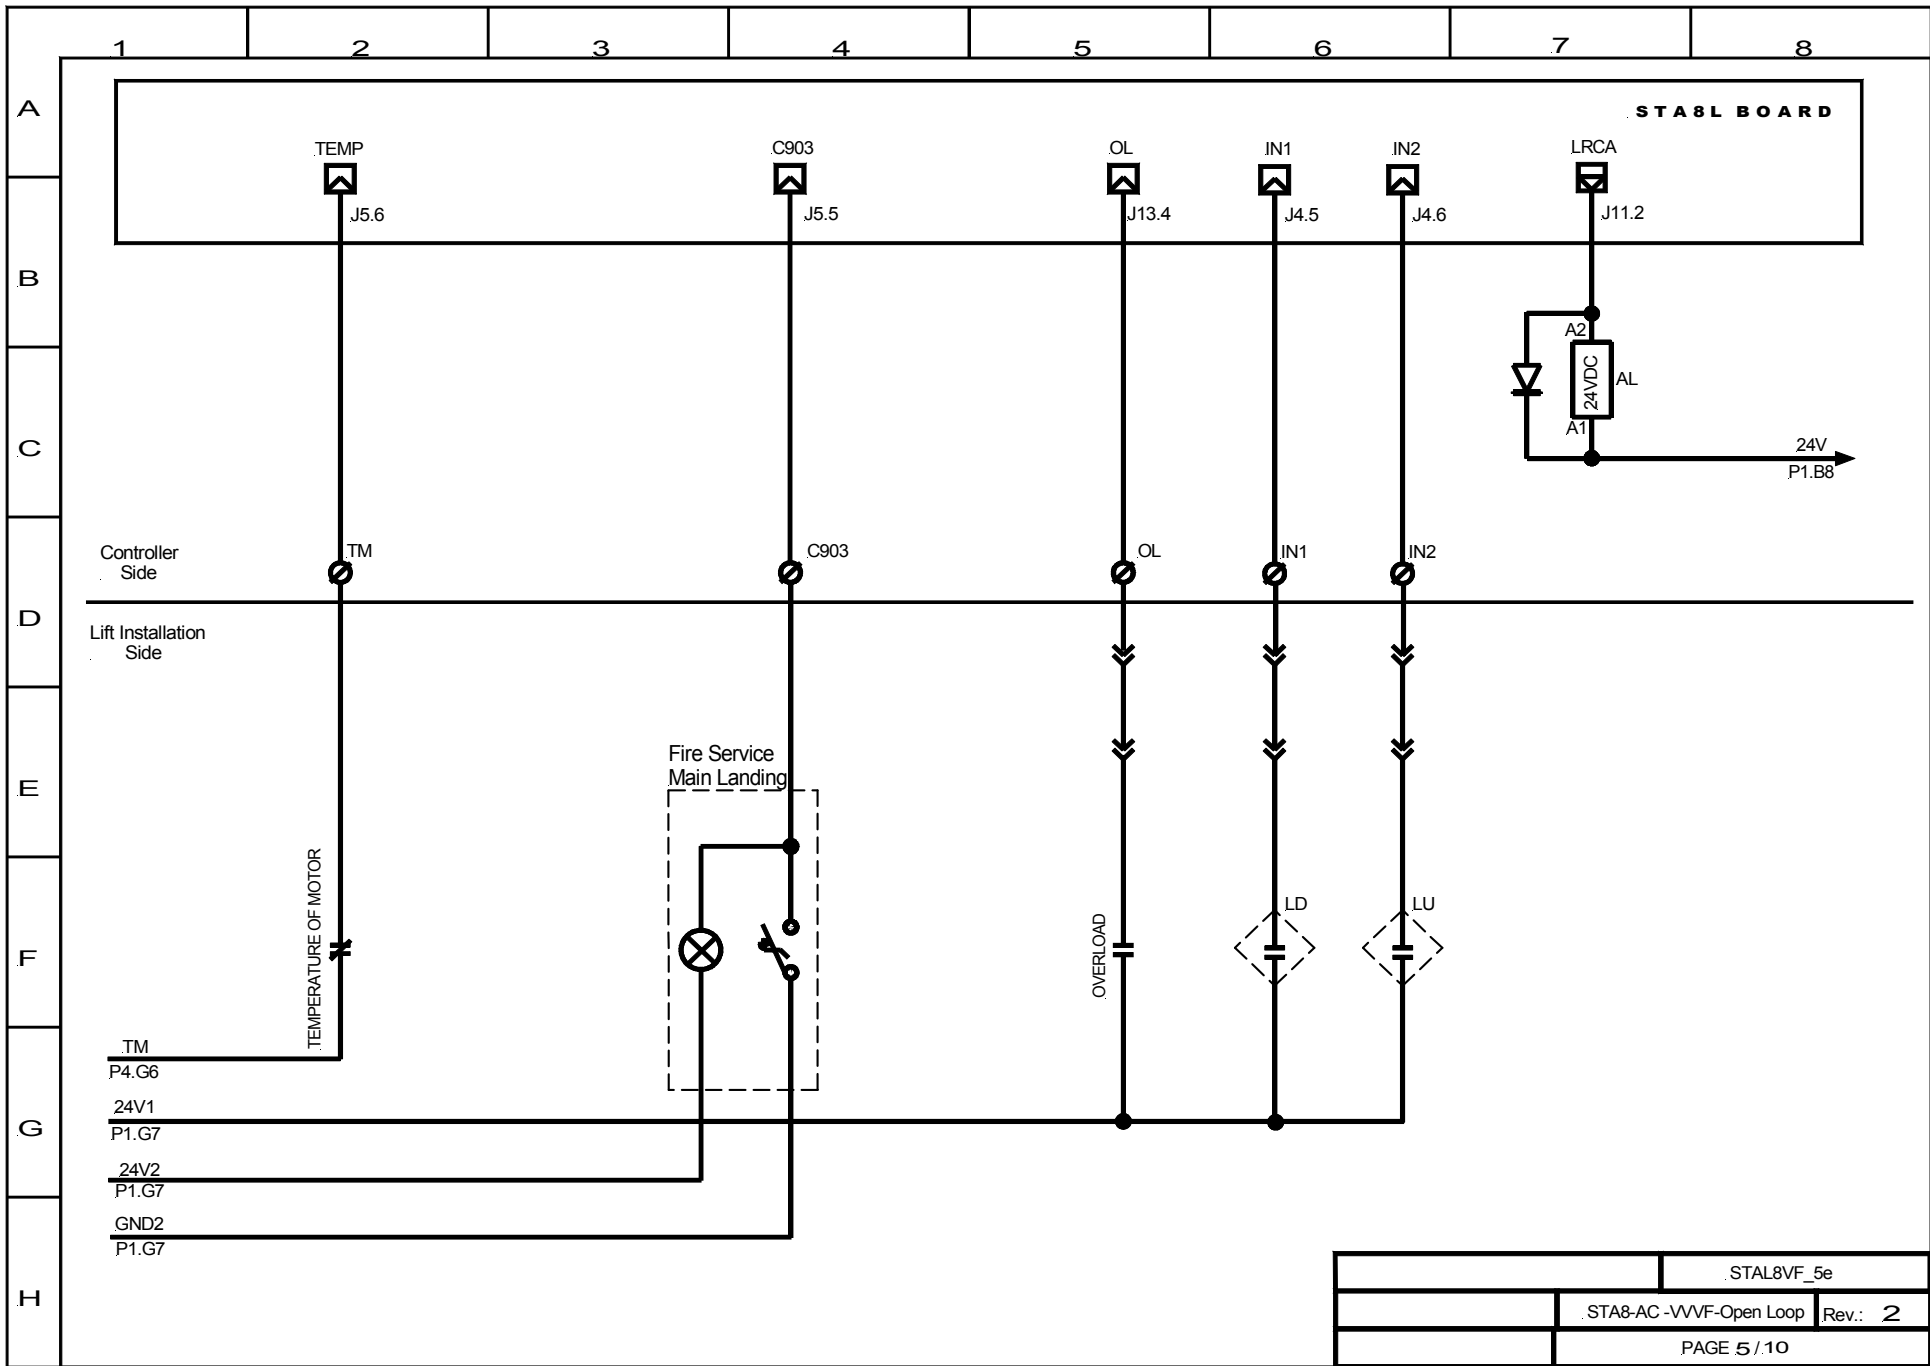 1 2 3 4 5 6 7 8
A
STA8L BOARD
TEMP C903 OL IN1 IN2 LRCA
J5.6 J5.5 J13.4 J4.5 J4.6 J11.2
B
A2
24VDC
AL
A1
C
24V
P1.B8
Controller
Side
TM C903 OL IN1 IN2
D
Lift Installation
Side
Fire Service
Main Landing
E
TEMPERATURE OF MOTOR
OVERLOAD
LD LU
F
TM
P4.G6
24V1
P1.G7
G
24V2
P1.G7
GND2
P1.G7
H
STAL8VF_5e
STA8-AC -VVVF-Open Loop Rev.: 2
PAGE 5 / 10